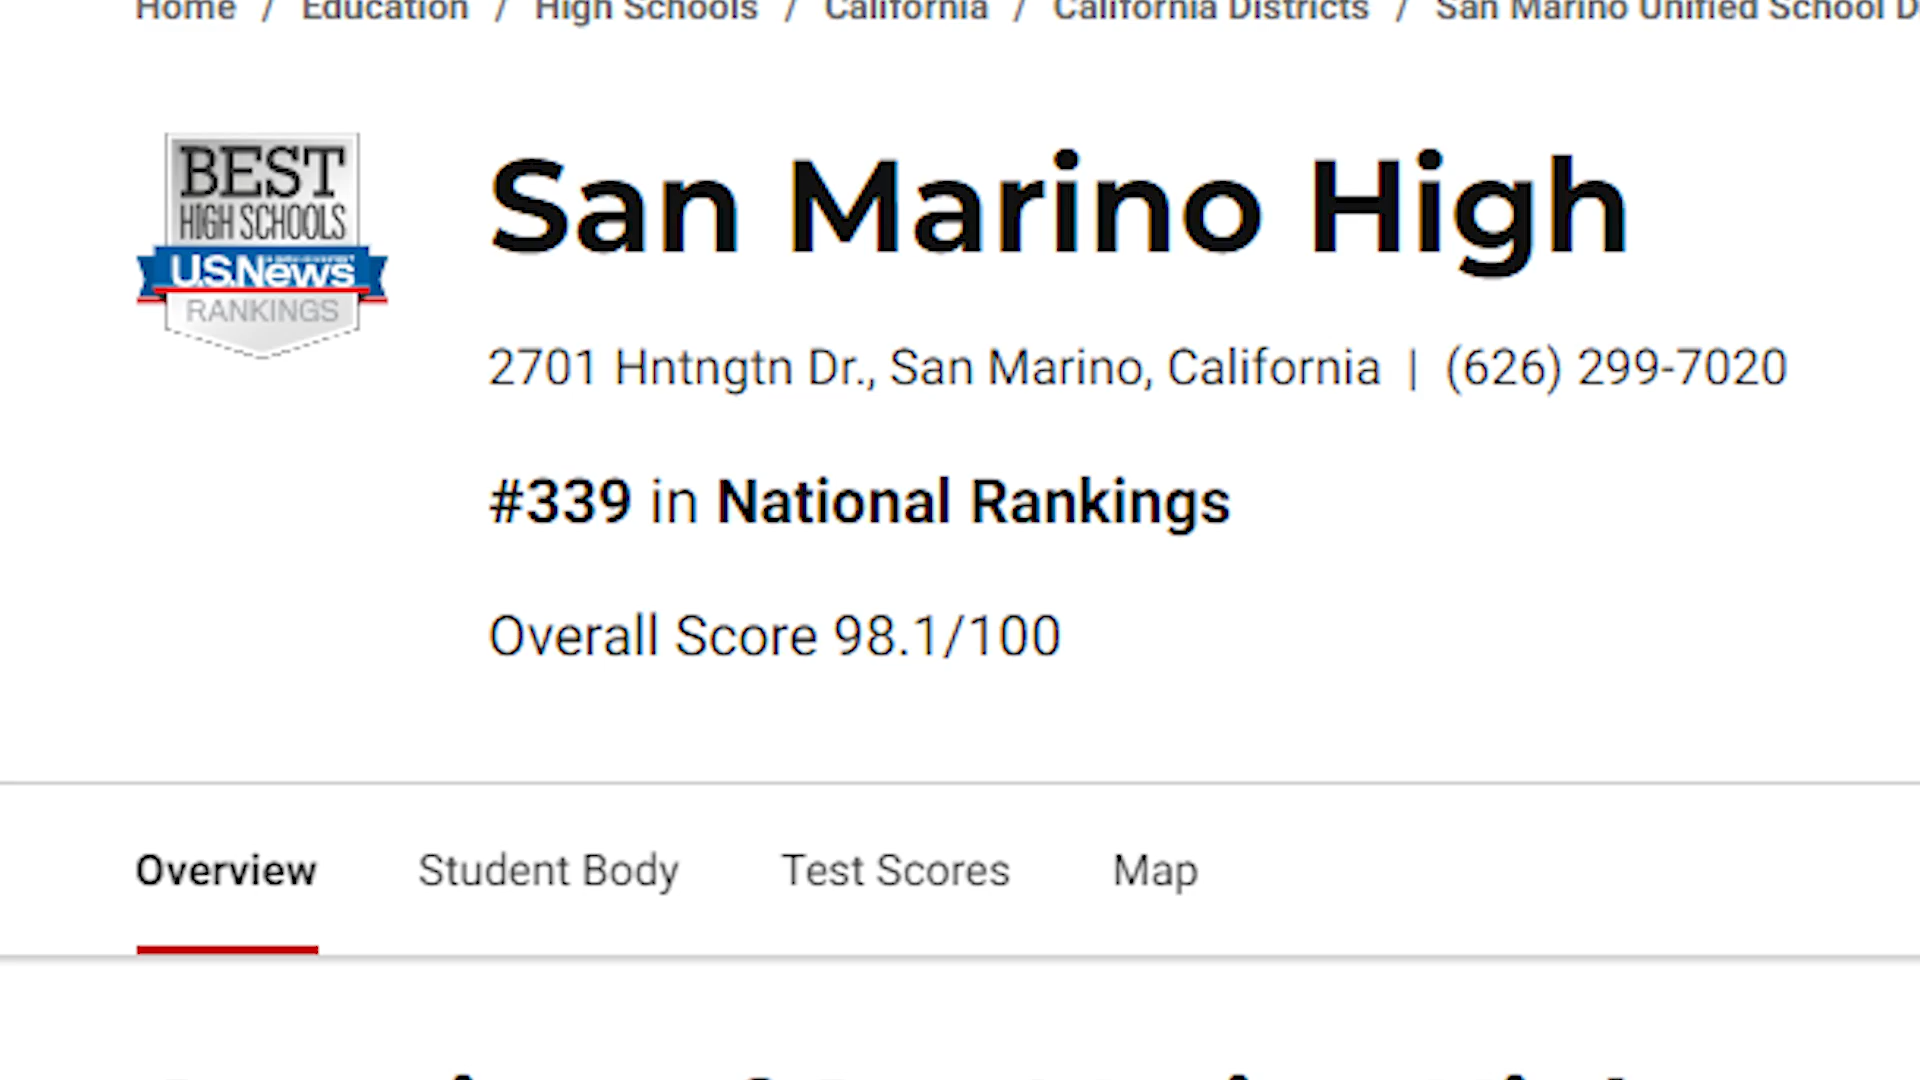 Home / Education / High Schools / California / California Districts / San Marino Unified School D
BEST
HIGH SCHOOLS
U.S.News
RANKINGS
San Marino High
2701 Hntngtn Dr., San Marino, California | (626) 299-7020
#339 in National Rankings
Overall Score 98.1/100
Overview Student Body Test Scores Map